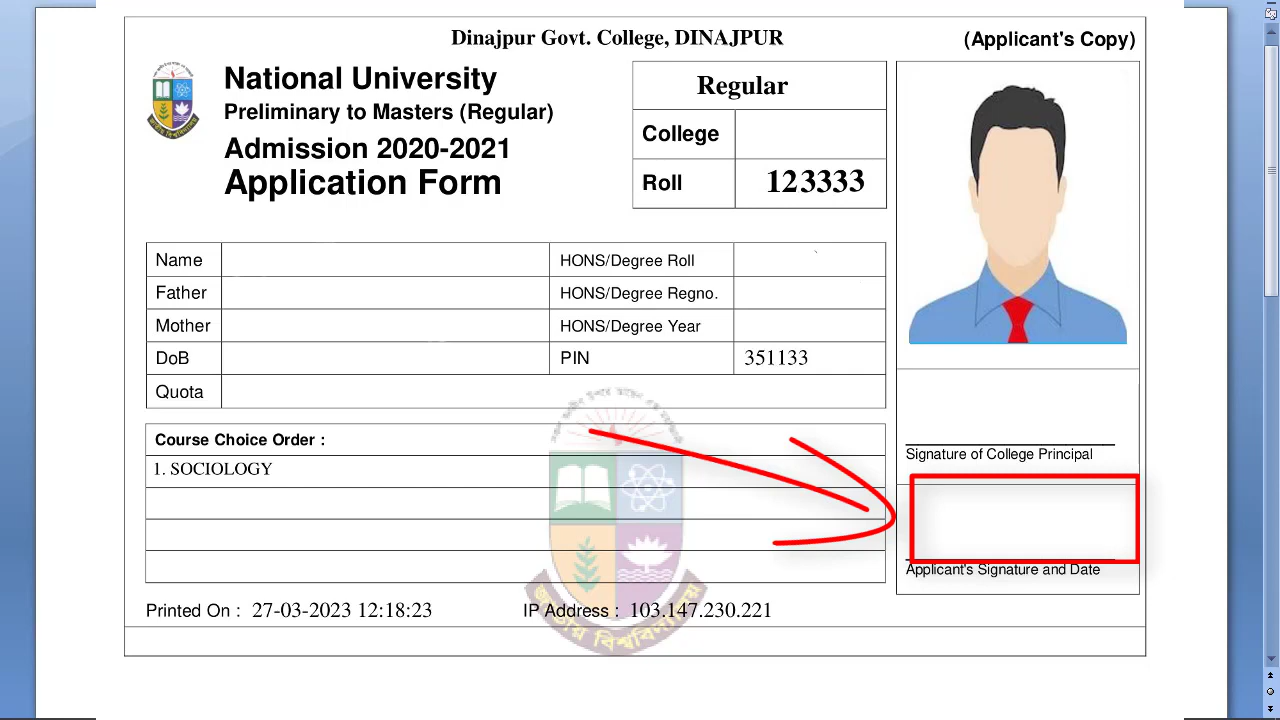 Dinajpur Govt. College, DINAJPUR
(Applicant's Copy)
National University
Preliminary to Masters (Regular)
Admission 2020-2021
Application Form
Regular
College
Roll 123333
Name HONS/Degree Roll `
Father HONS/Degree Regno.
Mother HONS/Degree Year
DoB PIN 351133
Quota
Course Choice Order :
1. SOCIOLOGY
Signature of College Principal
Applicant's Signature and Date
Printed On : 27-03-2023 12:18:23 IP Address : 103.147.230.221
জাতীয় বিশ্ববিদ্যালয়